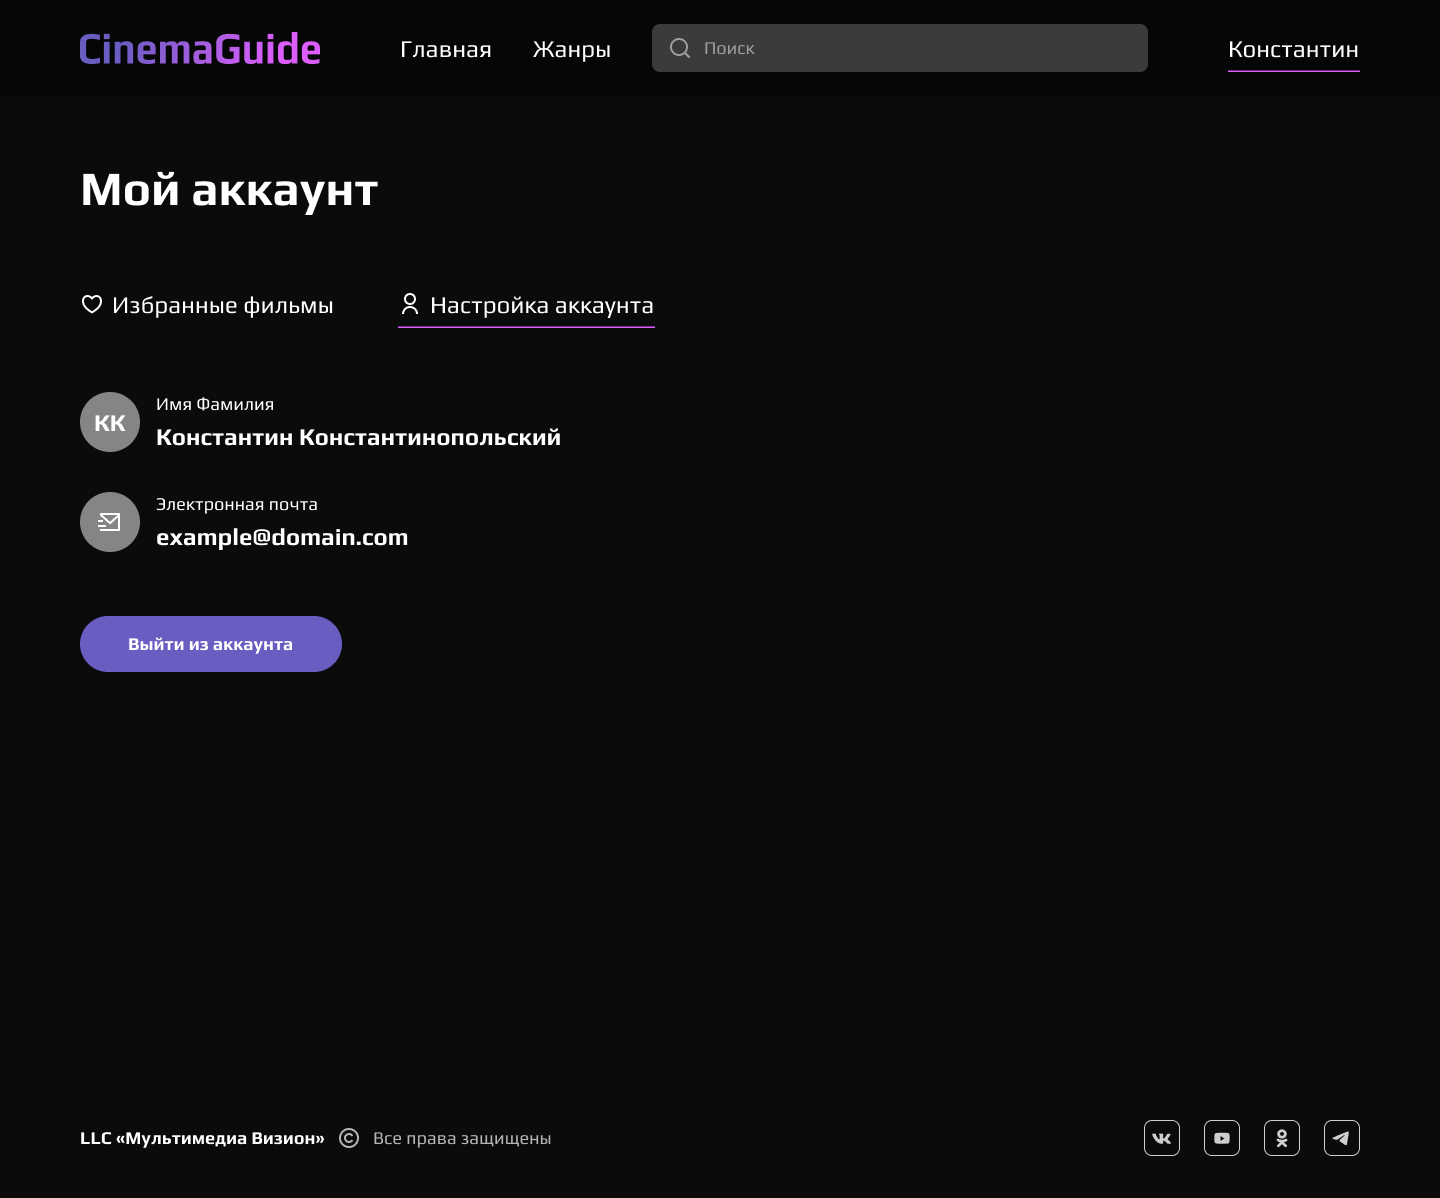 CinemaGuide
Главная
Жанры
Поиск
Константин
Мой аккаунт
Избранные фильмы
Настройка аккаунта
КК
Имя Фамилия
Константин Константинопольский
Электронная почта
example@domain.com
Выйти из аккаунта
LLC «Мультимедиа Визион» © Все права защищены